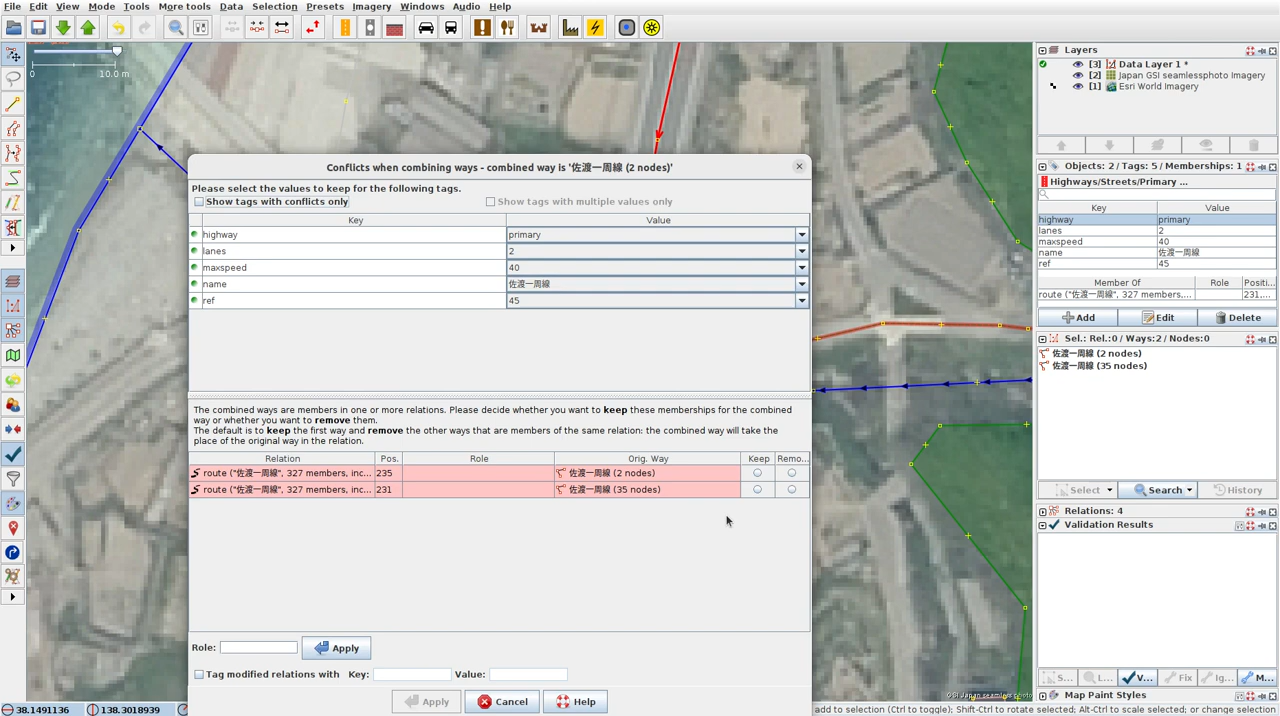 File Edit View Mode Tools More tools Data Selection Presets Imagery Windows Audio Help
0 10.0 m
Conflicts when combining ways - combined way is '佐渡一周線 (2 nodes)'
Please select the values to keep for the following tags.
Show tags with conflicts only Show tags with multiple values only
Key Value
highway primary
lanes 2
maxspeed 40
name 佐渡一周線
ref 45
The combined ways are members in one or more relations. Please decide whether you want to keep these memberships for the combined
way or whether you want to remove them.
The default is to keep the first way and remove the other ways that are members of the same relation: the combined way will take the
place of the original way in the relation.
Relation Pos. Role Orig. Way Keep Remo...
route ("佐渡一周線", 327 members, inc... 235 佐渡一周線 (2 nodes)
route ("佐渡一周線", 327 members, inc... 231 佐渡一周線 (35 nodes)
Role: Apply
Tag modified relations with Key: Value:
Apply Cancel Help
Layers
[3] Data Layer 1 *
[2] Japan GSI seamlessphoto Imagery
[1] Esri World Imagery
Objects: 2 / Tags: 5 / Memberships: 1
Highways/Streets/Primary ...
Key Value
highway primary
lanes 2
maxspeed 40
name 佐渡一周線
ref 45
Member Of Role Positi...
route ("佐渡一周線", 327 members,... 231....
Add Edit Delete
Sel.: Rel.:0 / Ways:2 / Nodes:0
佐渡一周線 (2 nodes)
佐渡一周線 (35 nodes)
Select Search History
Relations: 4
Validation Results
S... L... V... Fix Ig... M...
Map Paint Styles
GSI Japan seamless photo
38.1491136 138.3018939 add to selection (Ctrl to toggle); Shift-Ctrl to rotate selected; Alt-Ctrl to scale selected; or change selection